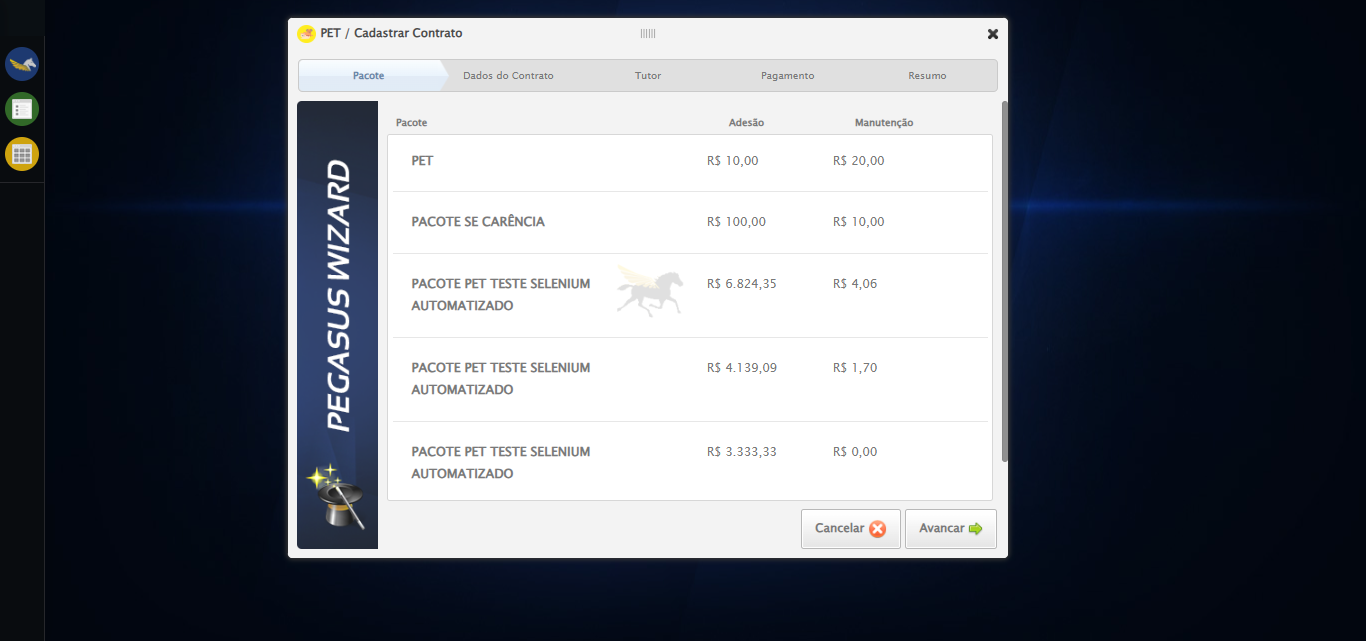 PET / Cadastrar Contrato
Pacote
Dados do Contrato
Tutor
Pagamento
Resumo
PEGASUS WIZARD
Pacote Adesão Manutenção
PET R$ 10,00 R$ 20,00
PACOTE SE CARÊNCIA R$ 100,00 R$ 10,00
PACOTE PET TESTE SELENIUM R$ 6.824,35 R$ 4,06
AUTOMATIZADO
PACOTE PET TESTE SELENIUM R$ 4.139,09 R$ 1,70
AUTOMATIZADO
PACOTE PET TESTE SELENIUM R$ 3.333,33 R$ 0,00
AUTOMATIZADO
Cancelar
Avancar